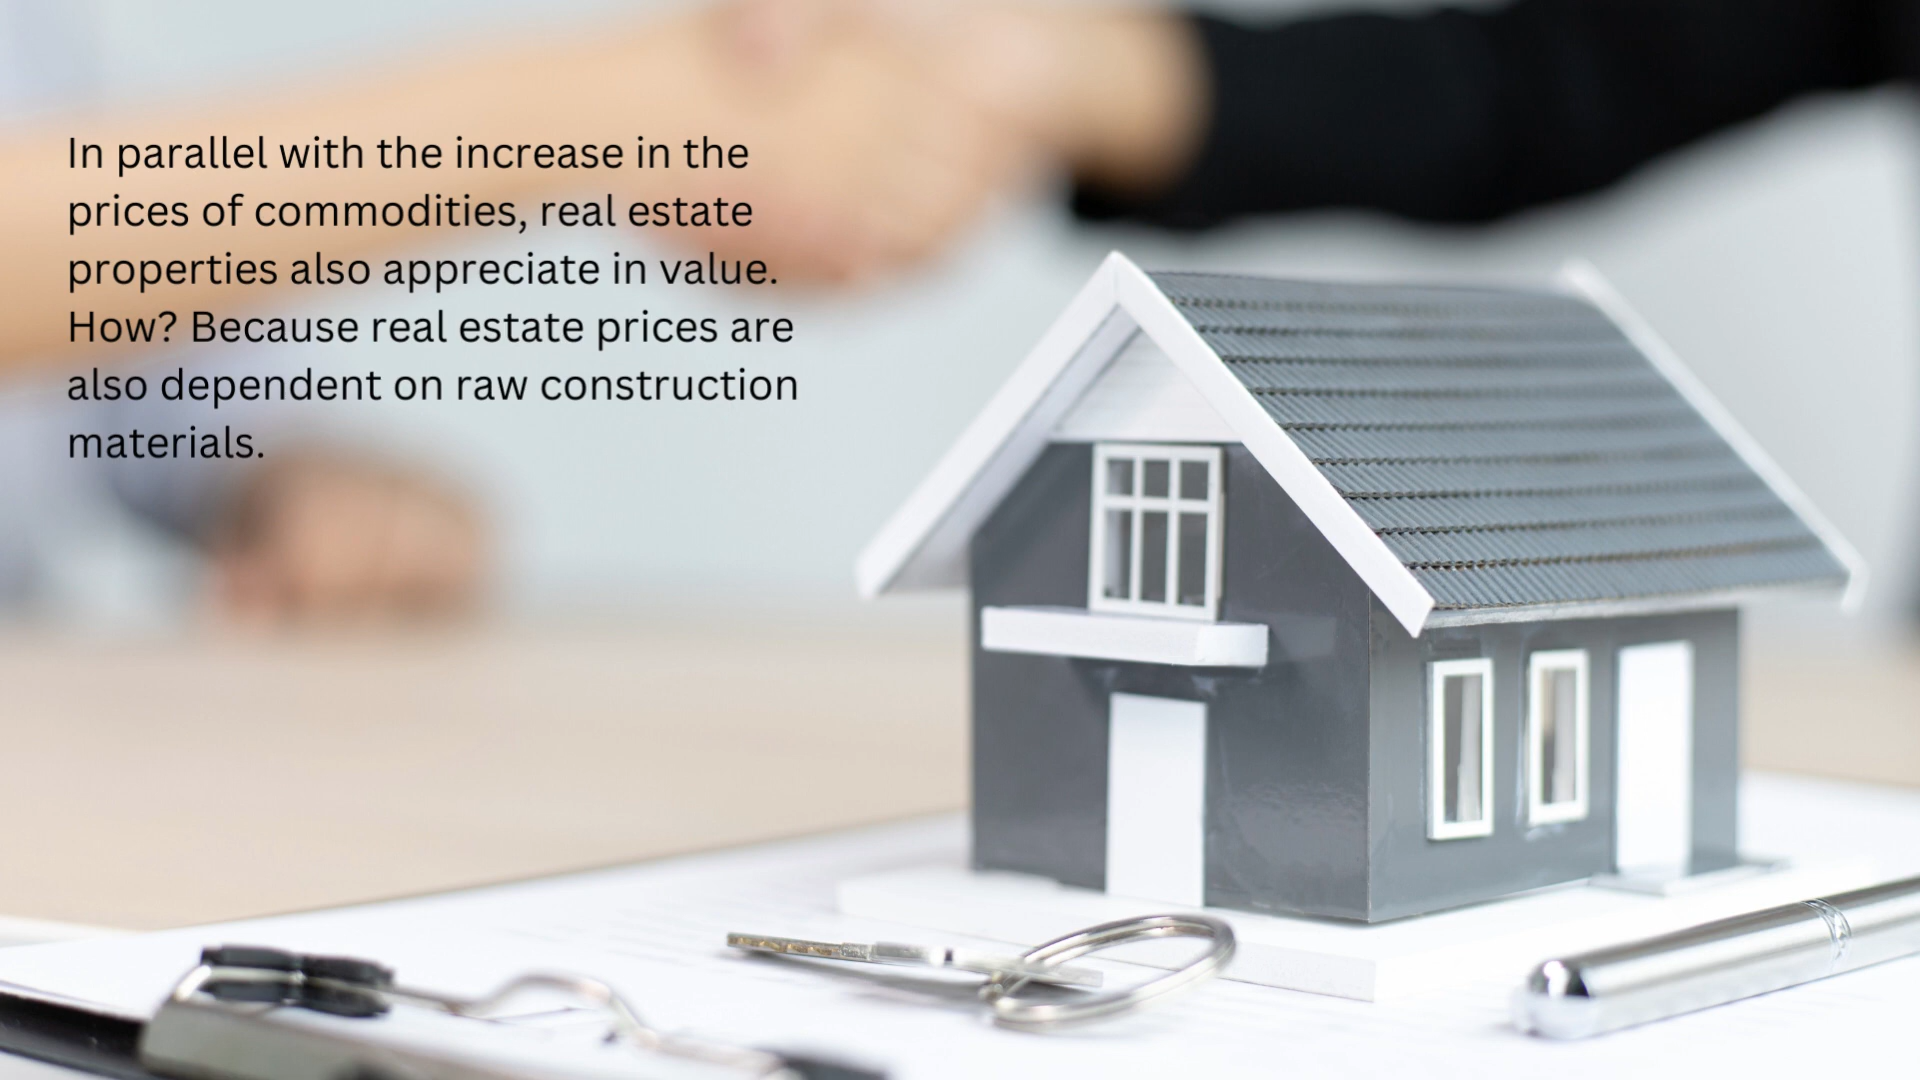 In parallel with the increase in the
prices of commodities, real estate
properties also appreciate in value.
How? Because real estate prices are
also dependent on raw construction
materials.